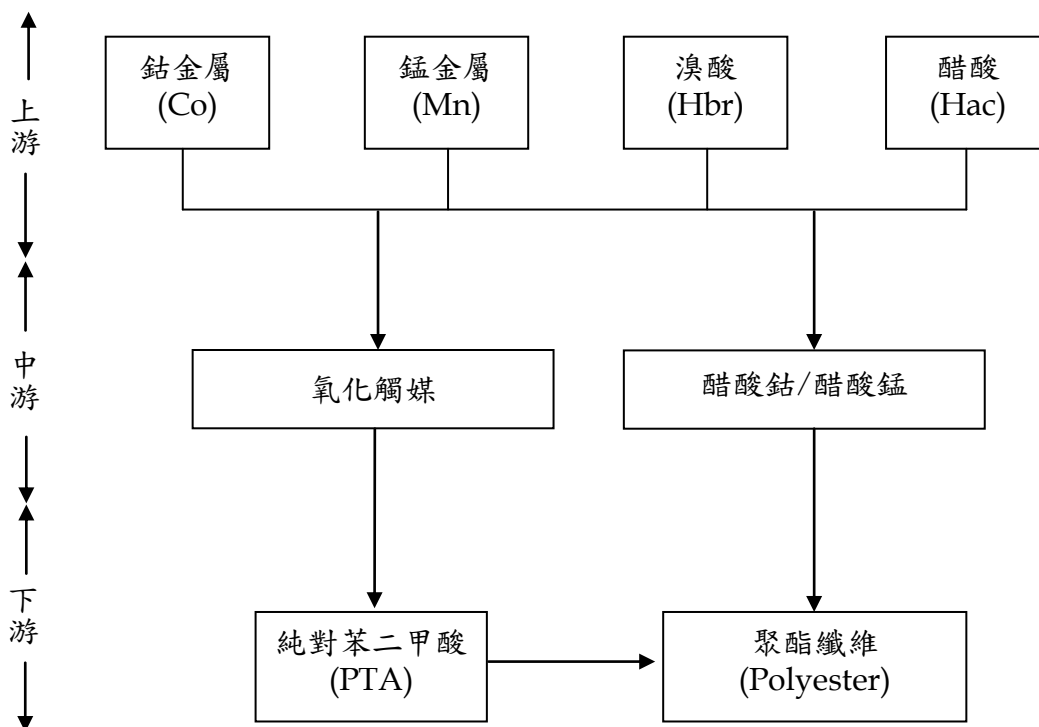 鈷金屬
(Co)
錳金屬
(Mn)
溴酸
(Hbr)
醋酸
(Hac)
上游
氧化觸媒
醋酸鈷/醋酸錳
中游
純對苯二甲酸
(PTA)
聚酯纖維
(Polyester)
下游